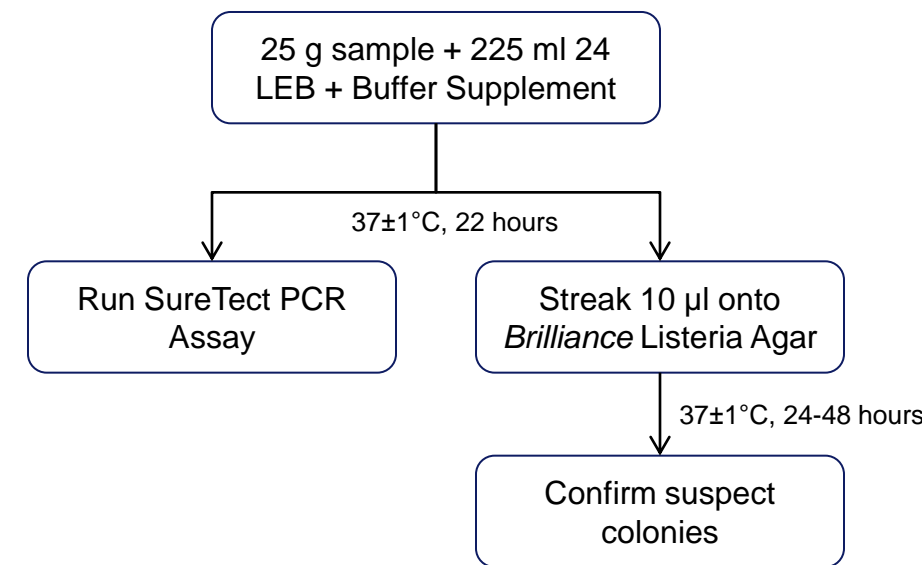 25 g sample + 225 ml 24
LEB + Buffer Supplement
37±1°C, 22 hours
Run SureTect PCR
Assay
Streak 10 µl onto
Brilliance Listeria Agar
37±1°C, 24-48 hours
Confirm suspect
colonies